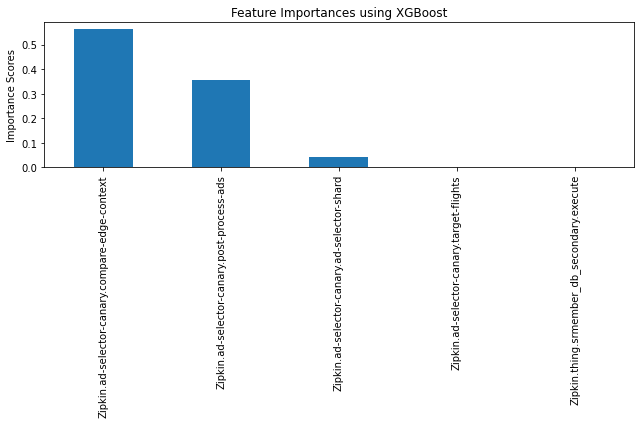 Feature Importances using XGBoost
Importance Scores
0.5
0.4
0.3
0.2
0.1
0.0
Zipkin.ad-selector-canary.compare-edge-context
Zipkin.ad-selector-canary.post-process-ads
Zipkin.ad-selector-canary.ad-selector-shard
Zipkin.ad-selector-canary.target-flights
Zipkin.thing.srmember_db_secondary.execute